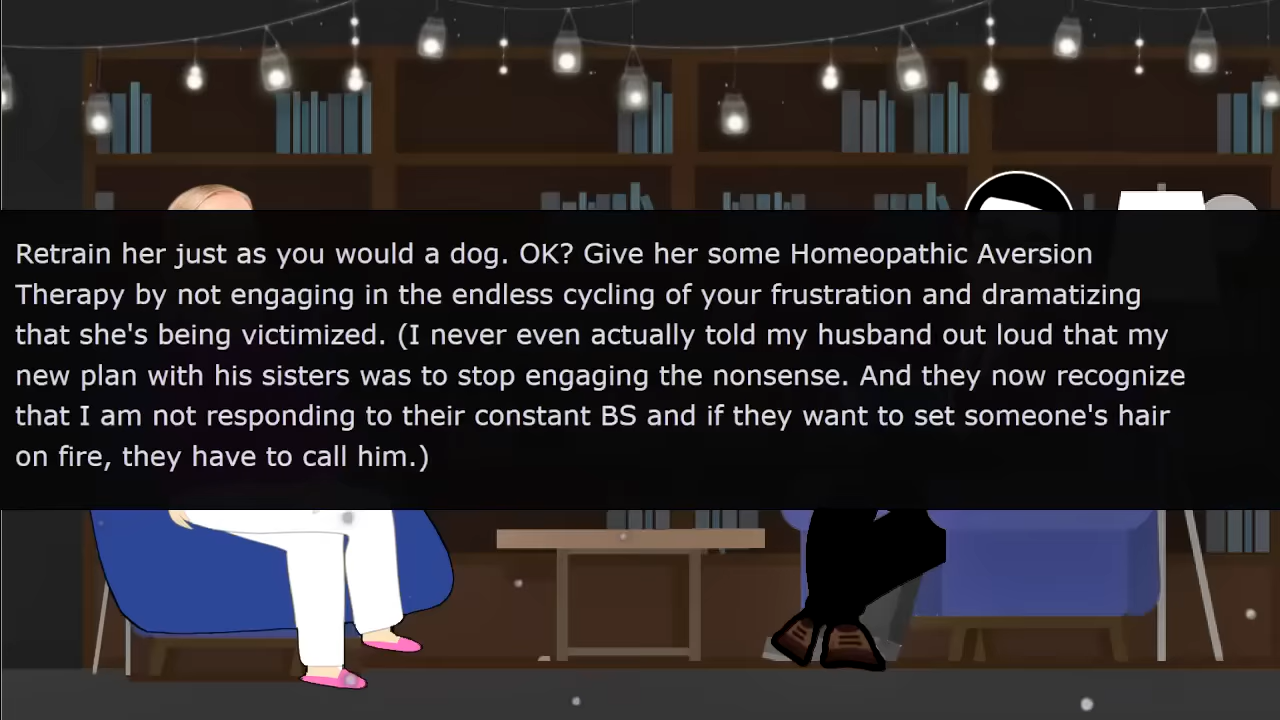 Retrain her just as you would a dog. OK? Give her some Homeopathic Aversion
Therapy by not engaging in the endless cycling of your frustration and dramatizing
that she's being victimized. (I never even actually told my husband out loud that my
new plan with his sisters was to stop engaging the nonsense. And they now recognize
that I am not responding to their constant BS and if they want to set someone's hair
on fire, they have to call him.)